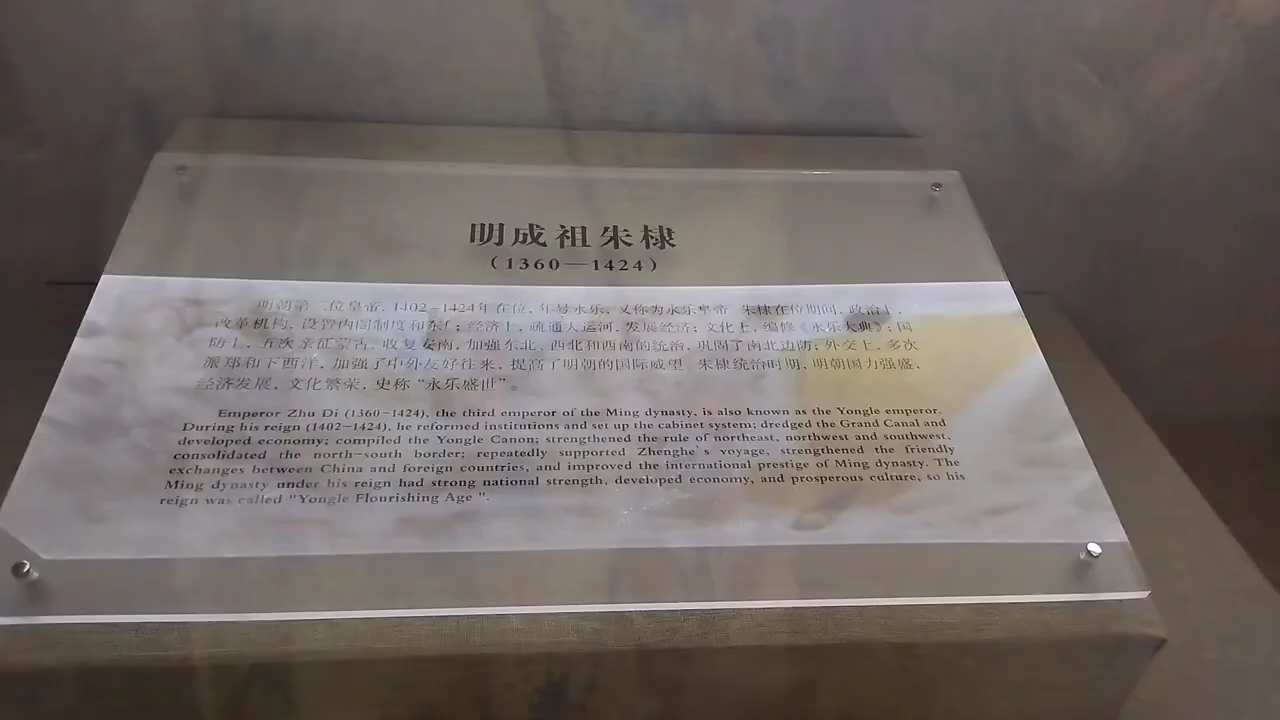 明成祖朱棣
(1360—1424)
明朝第三位皇帝,1402-1424年在位,年号永乐,又称为永乐皇帝 朱棣在位期间,政治上,
改革机构,设置内阁制度和东厂;经济上,疏通大运河,发展经济;文化上,编修《永乐大典》;国
防上,五次亲征蒙古,收复安南,加强东北、西北和西南的统治,巩固了南北边防;外交上,多次
派郑和下西洋,加强了中外友好往来,提高了明朝的国际威望 朱棣统治时期,明朝国力强盛,
经济发展,文化繁荣,史称“永乐盛世”。
Emperor Zhu Di (1360-1424), the third emperor of the Ming dynasty, is also known as the Yongle emperor.
During his reign (1402-1424), he reformed institutions and set up the cabinet system; dredged the Grand Canal and
developed economy; compiled the Yongle Canon; strengthened the rule of northeast, northwest and southwest,
consolidated the north-south border; repeatedly supported Zhenghe's voyage, strengthened the friendly
exchanges between China and foreign countries, and improved the international prestige of Ming dynasty. The
Ming dynasty under his reign had strong national strength, developed economy, and prosperous culture, so his
reign was called "Yongle Flourishing Age ".